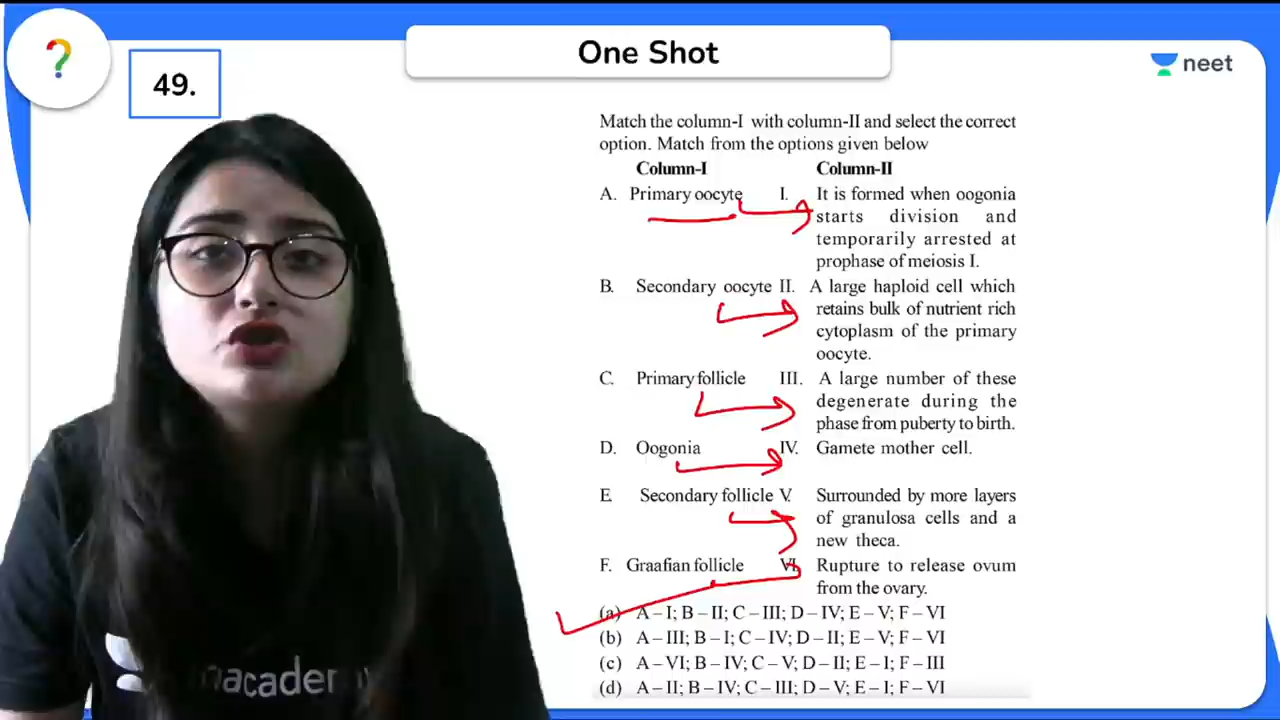 ?
49.
One Shot
neet
Match the column-I with column-II and select the correct
option. Match from the options given below
Column-I Column-II
A. Primary oocyte I. It is formed when oogonia
starts division and
temporarily arrested at
prophase of meiosis I.
B. Secondary oocyte II. A large haploid cell which
retains bulk of nutrient rich
cytoplasm of the primary
oocyte.
C. Primary follicle III. A large number of these
degenerate during the
phase from puberty to birth.
D. Oogonia IV. Gamete mother cell.
E. Secondary follicle V. Surrounded by more layers
of granulosa cells and a
new theca.
F. Graafian follicle VI. Rupture to release ovum
from the ovary.
(a) A – I; B – II; C – III; D – IV; E – V; F – VI
(b) A – III; B – I; C – IV; D – II; E – V; F – VI
(c) A – VI; B – IV; C – V; D – II; E – I; F – III
(d) A – II; B – IV; C – III; D – V; E – I; F – VI